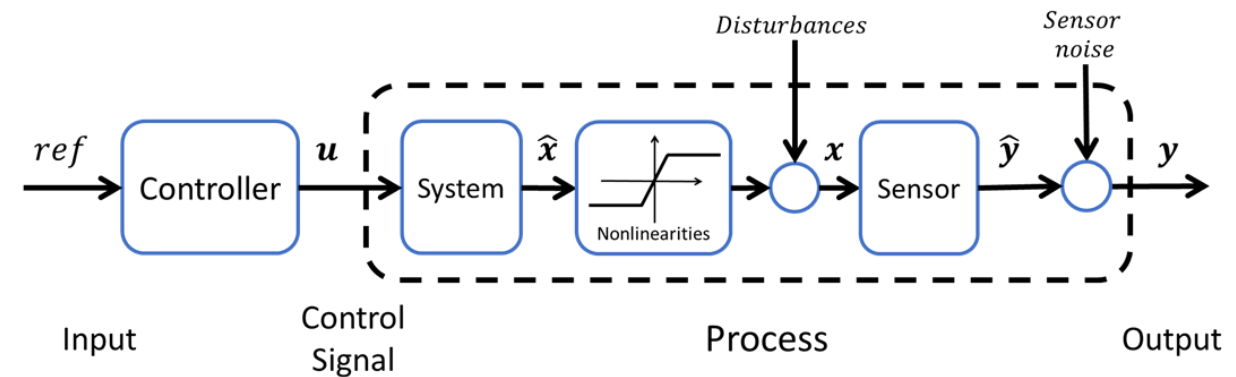 Disturbances
Sensor
noise
ref
Controller
u
System
x̂
Nonlinearities
x
Sensor
ŷ
y
Input
Control
Signal
Process
Output